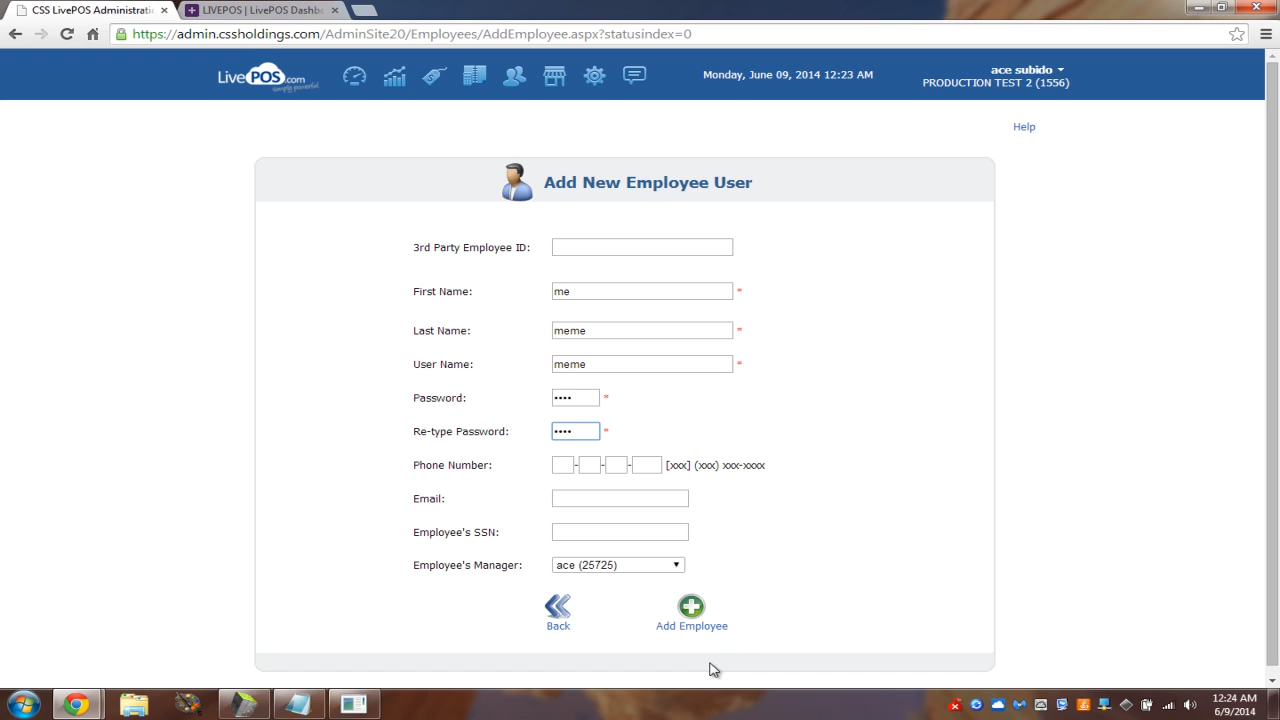 CSS LivePOS Administrati
LIVEPOS | LivePOS Dashbo
https://admin.cssholdings.com/AdminSite20/Employees/AddEmployee.aspx?statusindex=0
LivePOS.com
simply powerful
Monday, June 09, 2014 12:23 AM
ace subido
PRODUCTION TEST 2 (1556)
Help
Add New Employee User
3rd Party Employee ID:
First Name: me *
Last Name: meme *
User Name: meme *
Password: •••• *
Re-type Password: •••• *
Phone Number: - - - [xxx] (xxx) xxx-xxxx
Email:
Employee's SSN:
Employee's Manager: ace (25725)
Back
Add Employee
12:24 AM
6/9/2014